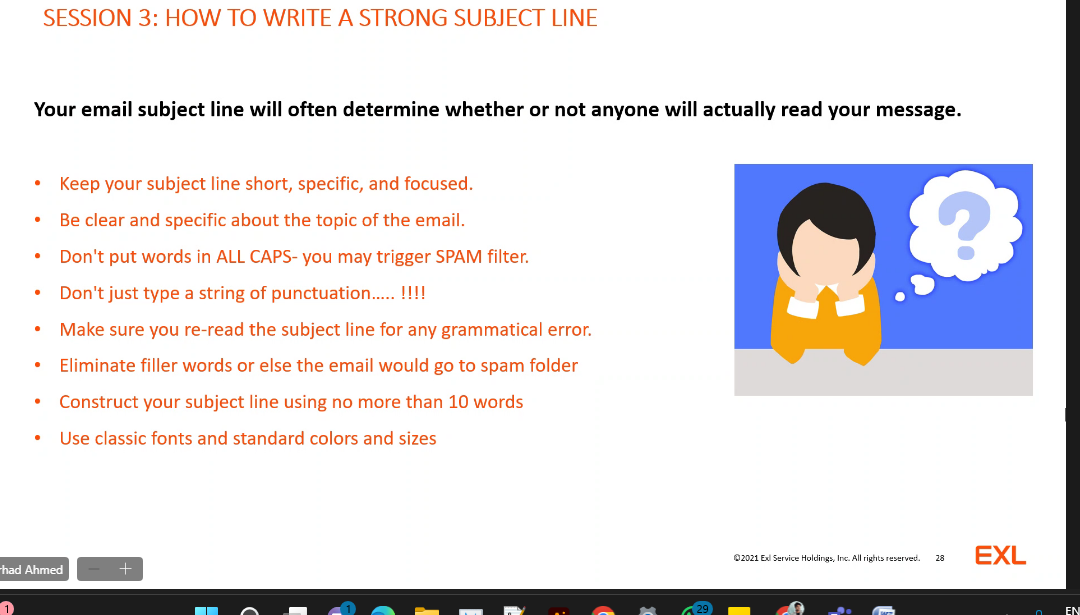 SESSION 3: HOW TO WRITE A STRONG SUBJECT LINE
Your email subject line will often determine whether or not anyone will actually read your message.
• Keep your subject line short, specific, and focused.
• Be clear and specific about the topic of the email.
• Don't put words in ALL CAPS- you may trigger SPAM filter.
• Don't just type a string of punctuation….. !!!!
• Make sure you re-read the subject line for any grammatical error.
• Eliminate filler words or else the email would go to spam folder
• Construct your subject line using no more than 10 words
• Use classic fonts and standard colors and sizes
?
©2021 Exl Service Holdings, Inc. All rights reserved. 28
EXL
Ahmed
1
1
29
EN